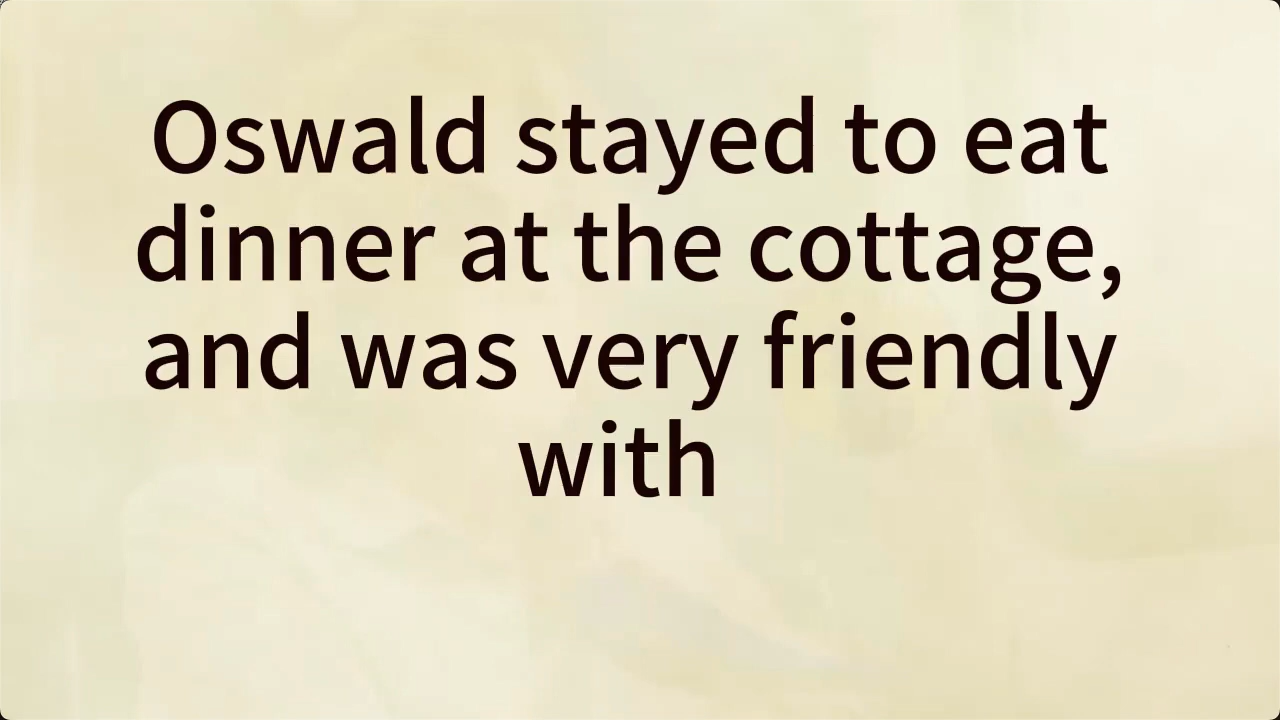 Oswald stayed to eat
dinner at the cottage,
and was very friendly
with